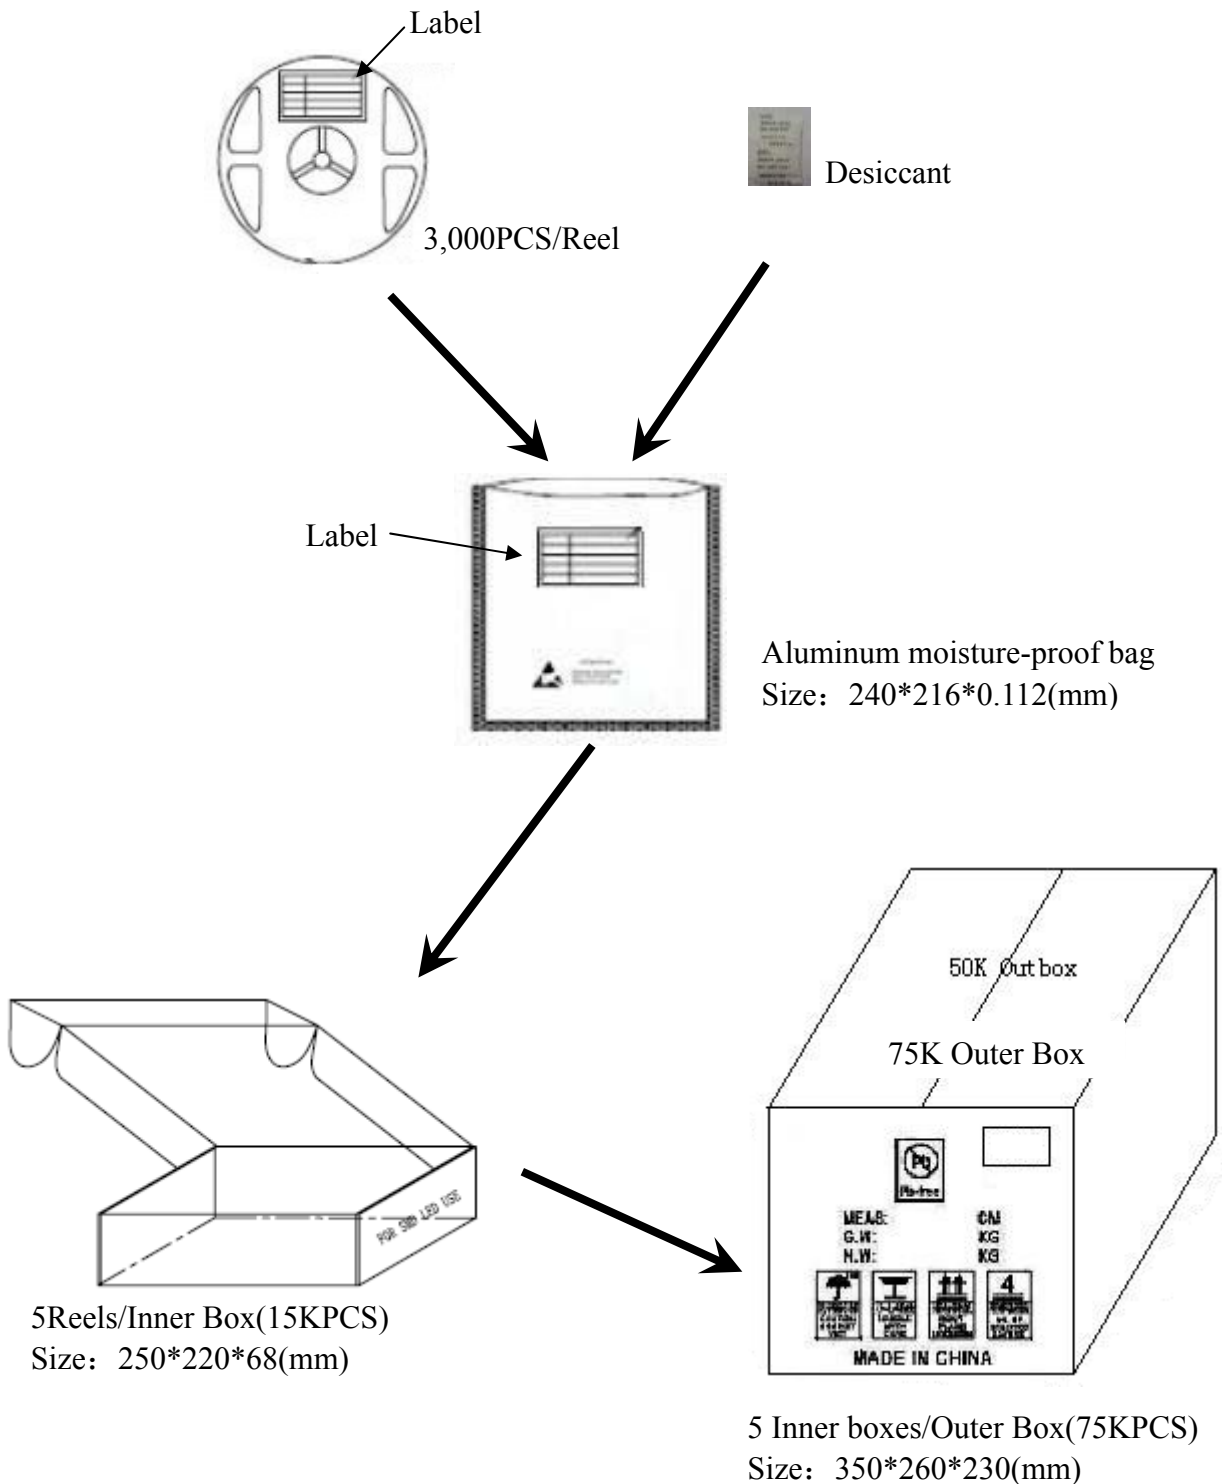 Label
Desiccant
3,000PCS/Reel
Label
Aluminum moisture-proof bag
Size：240*216*0.112(mm)
50K Outbox
75K Outer Box
Pb
Pb-free
FOR SMD LED USE
MEAS: CM
G.W: KG
N.W: KG
4
MADE IN CHINA
5Reels/Inner Box(15KPCS)
Size：250*220*68(mm)
5 Inner boxes/Outer Box(75KPCS)
Size：350*260*230(mm)